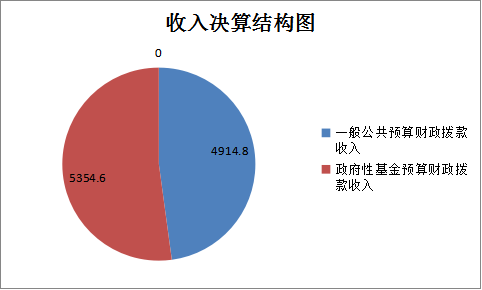 收入决算结构图
0
4914.8
5354.6
一般公共预算财政拨款
收入
政府性基金预算财政拨
款收入